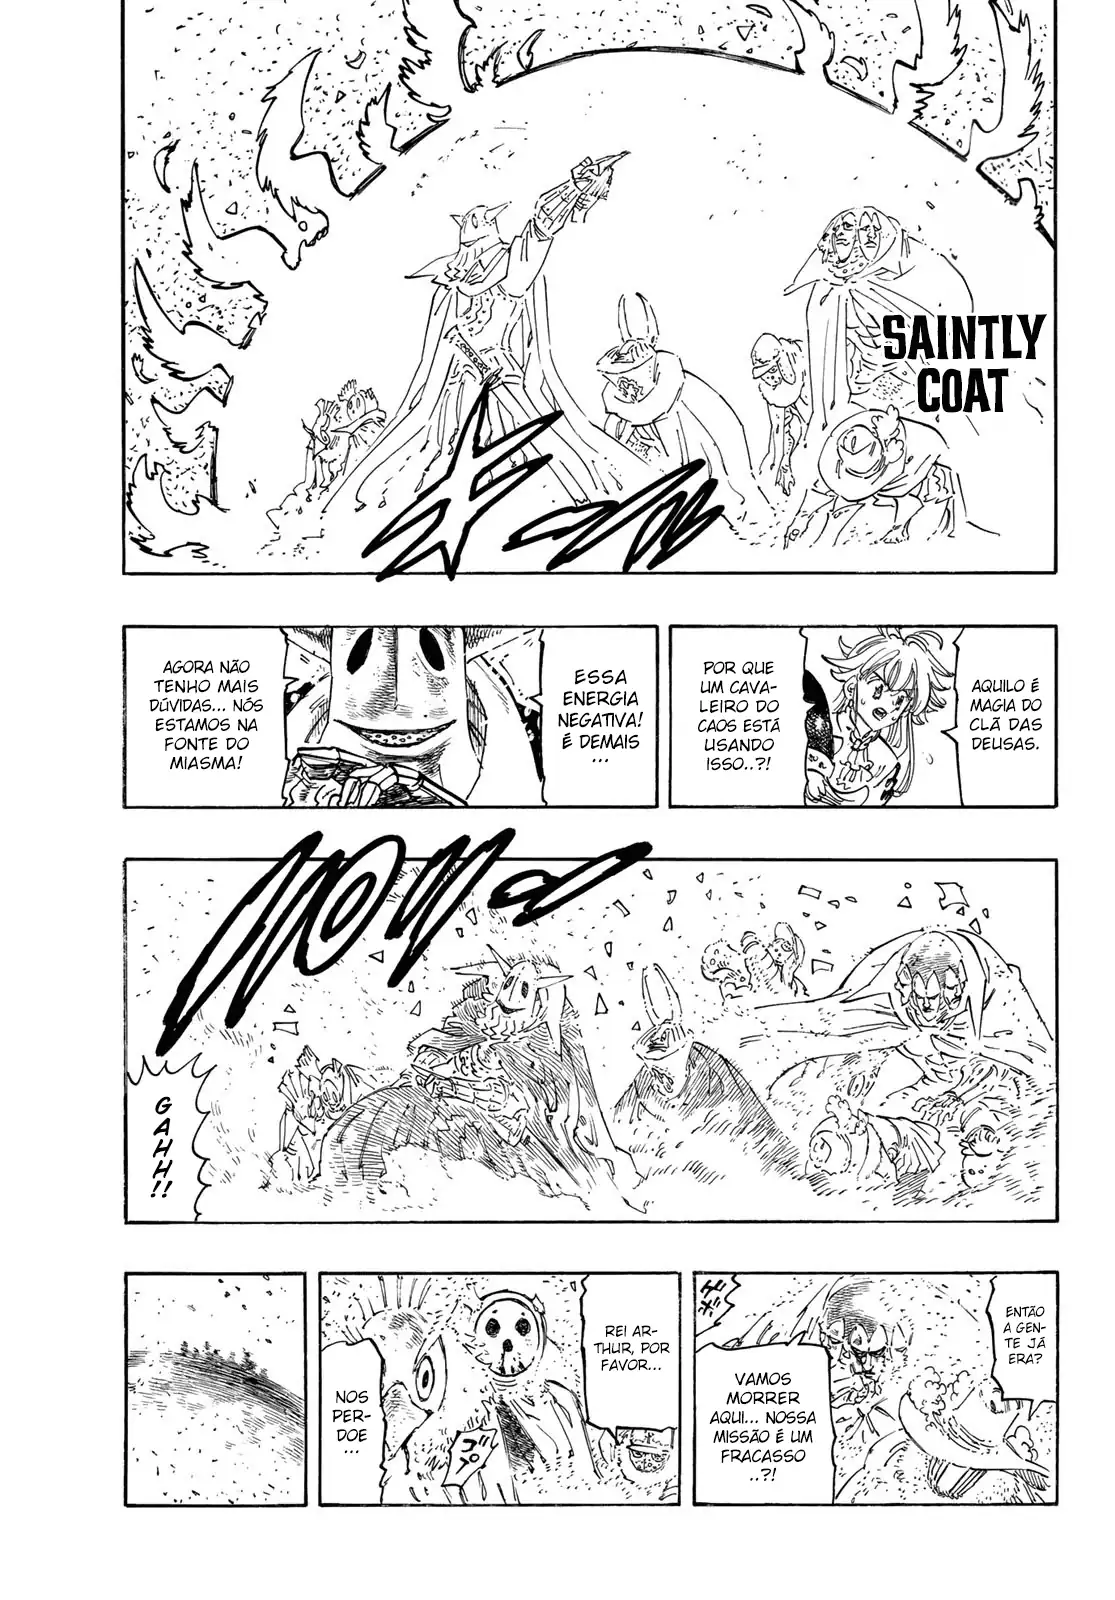 SAINTLY
COAT
AQUILO É
MAGIA DO
CLÃ DAS
DEUSAS.
POR QUE
UM CAVA-
LEIRO DO
CAOS ESTÁ
USANDO
ISSO..?!
ESSA
ENERGIA
NEGATIVA!
É DEMAIS
...
AGORA NÃO
TENHO MAIS
DÚVIDAS... NÓS
ESTAMOS NA
FONTE DO
MIASMA!
GAHH!!
ENTÃO
A GEN-
TE JÁ
ERA?
VAMOS
MORRER
AQUI... NOSSA
MISSÃO É UM
FRACASSO
..?!
REI AR-
THUR, POR
FAVOR...
NOS
PER-
DOE
...